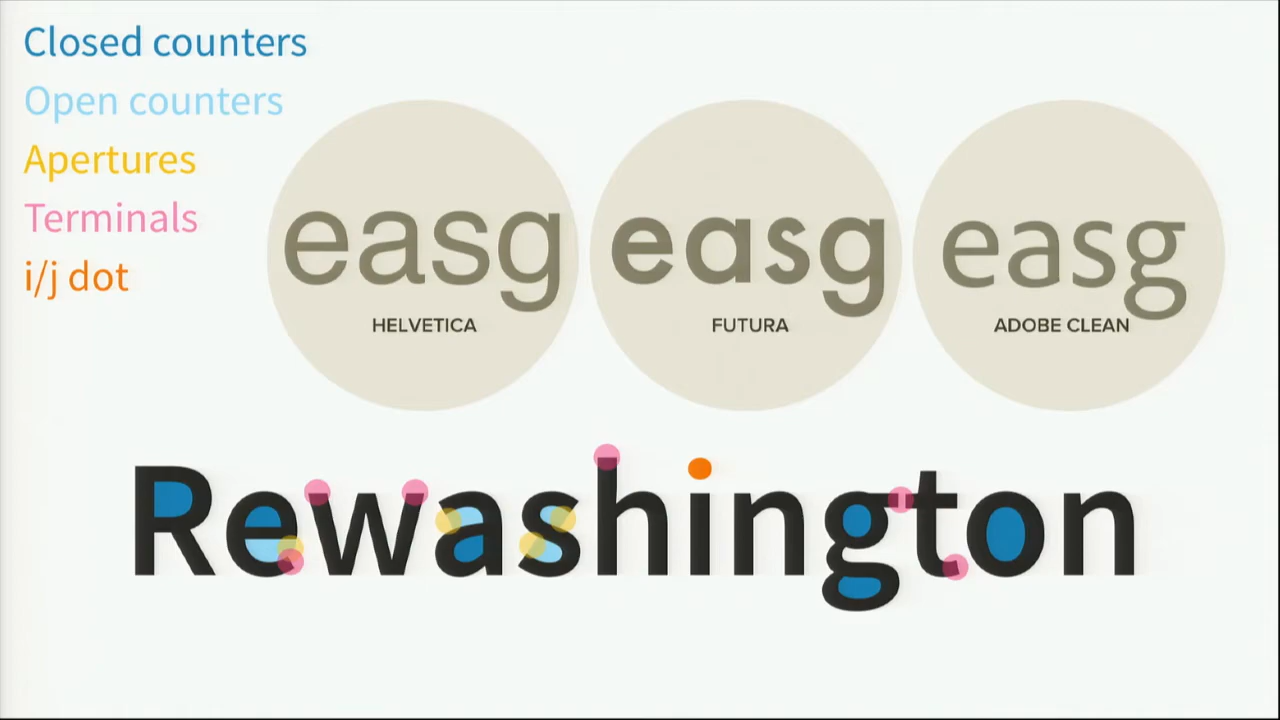 Closed counters
Open counters
Apertures
Terminals
i/j dot
easg
HELVETICA
easg
FUTURA
easg
ADOBE CLEAN
Rewashington